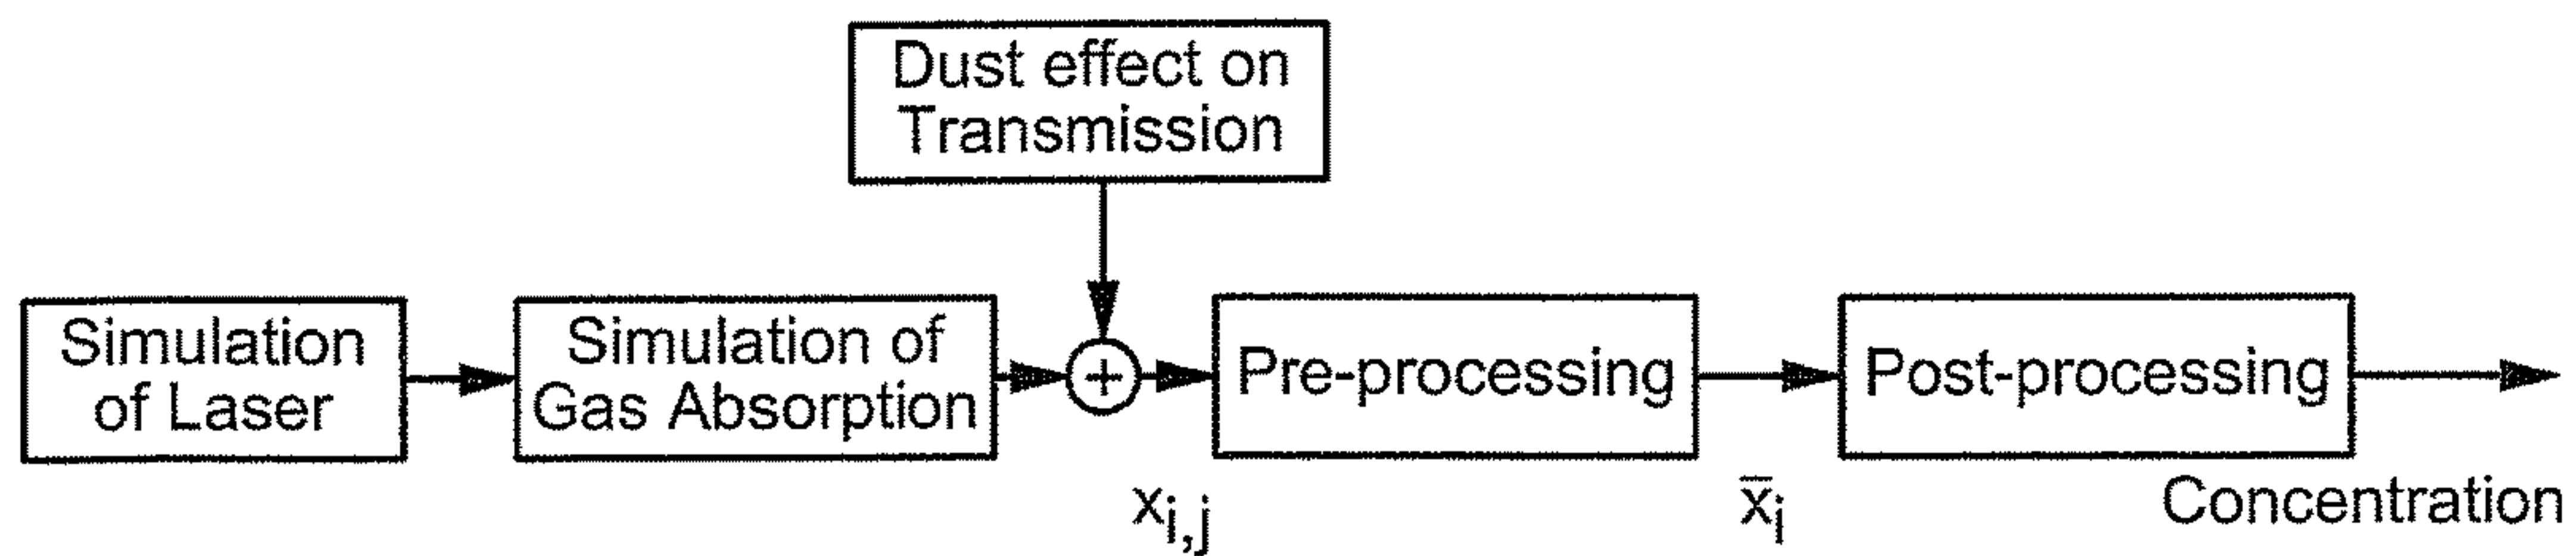 Dust effect on
Transmission
Simulation
of Laser
Simulation of
Gas Absorption
+
Pre-processing
Post-processing
x_{i,j}
x̄_i
Concentration